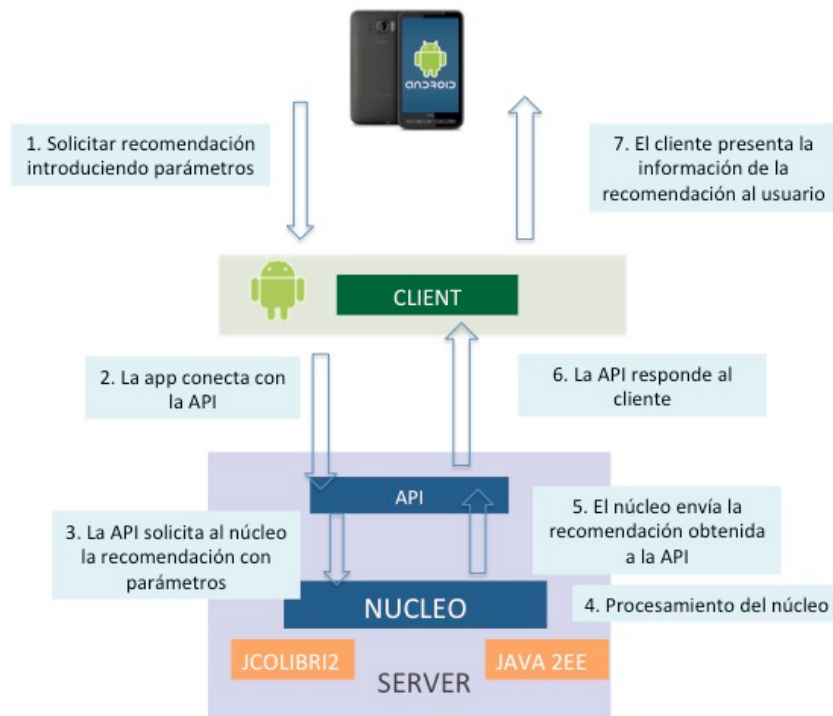 ANDROID
1. Solicitar recomendación
introduciendo parámetros
7. El cliente presenta la
información de la
recomendación al usuario
CLIENT
2. La app conecta con
la API
6. La API responde al
cliente
API
3. La API solicita al núcleo
la recomendación con
parámetros
5. El núcleo envía la
recomendación obtenida
a la API
NUCLEO
4. Procesamiento del núcleo
JCOLIBRI2
JAVA 2EE
SERVER